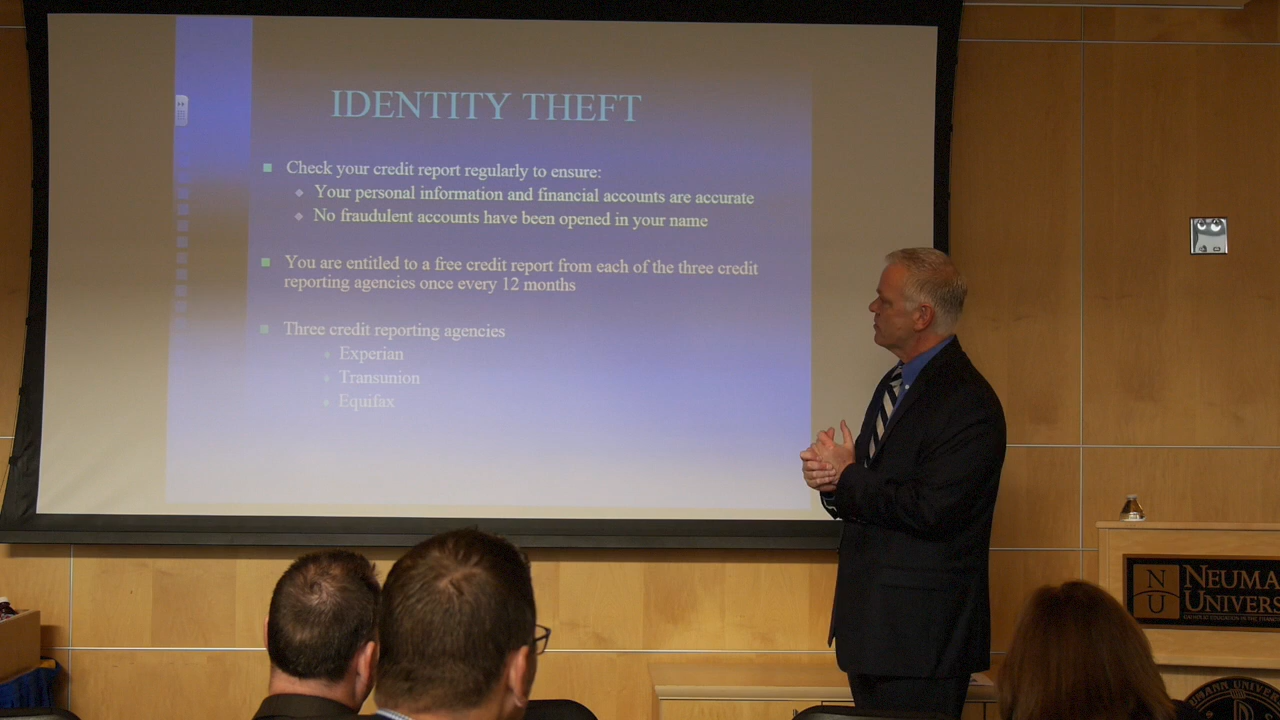 IDENTITY THEFT
Check your credit report regularly to ensure:
Your personal information and financial accounts are accurate
No fraudulent accounts have been opened in your name
You are entitled to a free credit report from each of the three credit
reporting agencies once every 12 months
Three credit reporting agencies
Experian
Transunion
Equifax
NU
NEUMA
UNIVERS